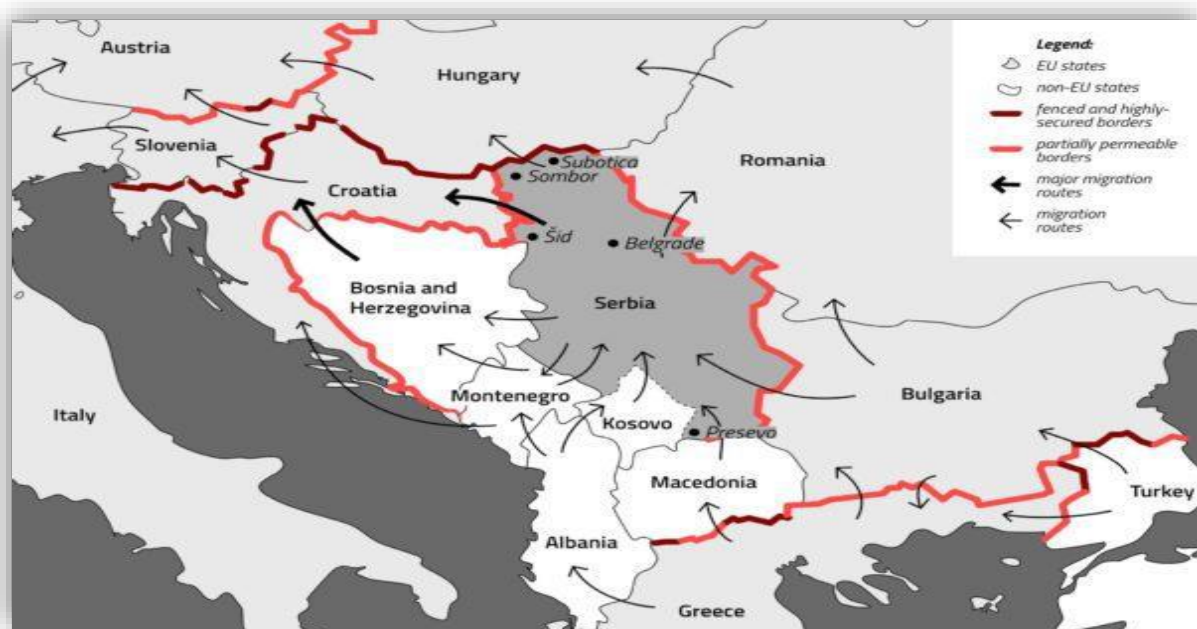 Austria
Hungary
Slovenia
Croatia
Subotica
Sombor
Romania
Šid
Belgrade
Bosnia and
Herzegovina
Serbia
Italy
Montenegro
Kosovo
Presevo
Bulgaria
Macedonia
Turkey
Albania
Greece
Legend:
EU states
non-EU states
fenced and highly-
secured borders
partially permeable
borders
major migration
routes
migration
routes